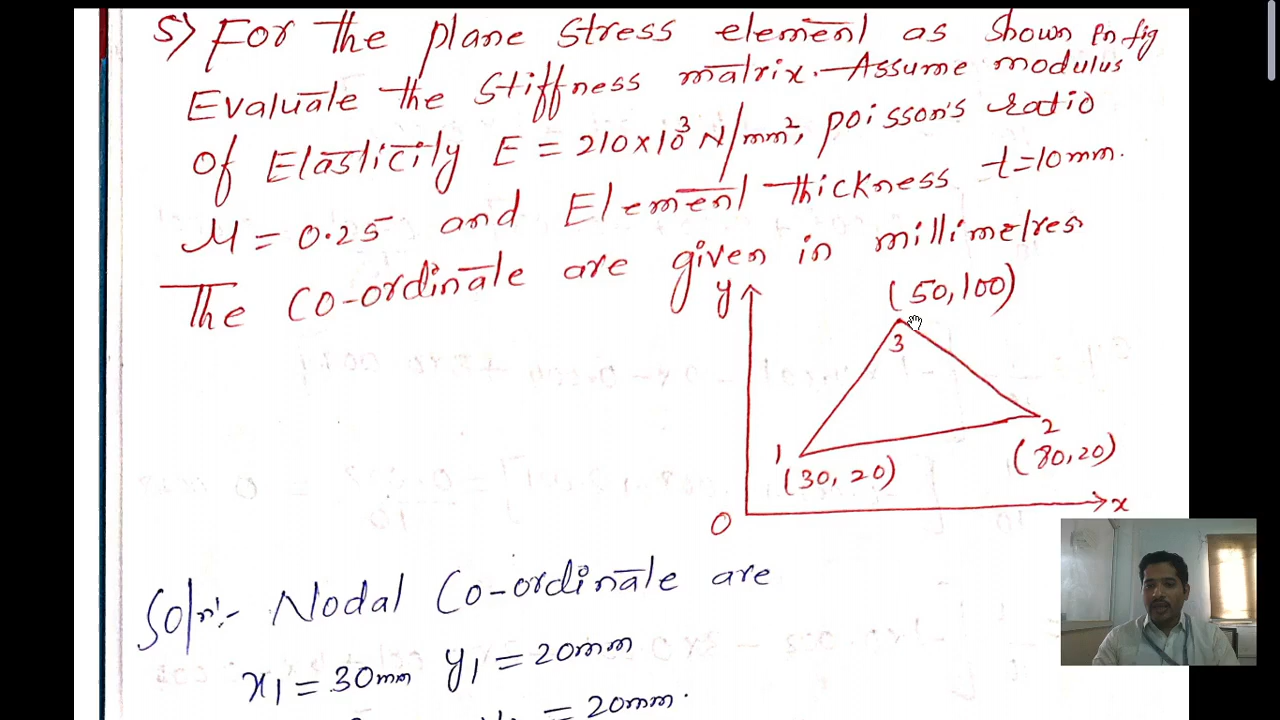 5) For the plane stress element as shown in fig
Evaluate the stiffness matrix. Assume modulus
of Elasticity E = 210×10³ N/mm², poisson's ratio
μ = 0.25 and Element thickness t=10mm.
The Co-ordinate are given in millimetres
y
(50,100)
3
1
2
(30, 20)
(80,20)
0
x
Soln:- Nodal Co-ordinate are
x₁ = 30mm y₁ = 20mm
= 20mm.